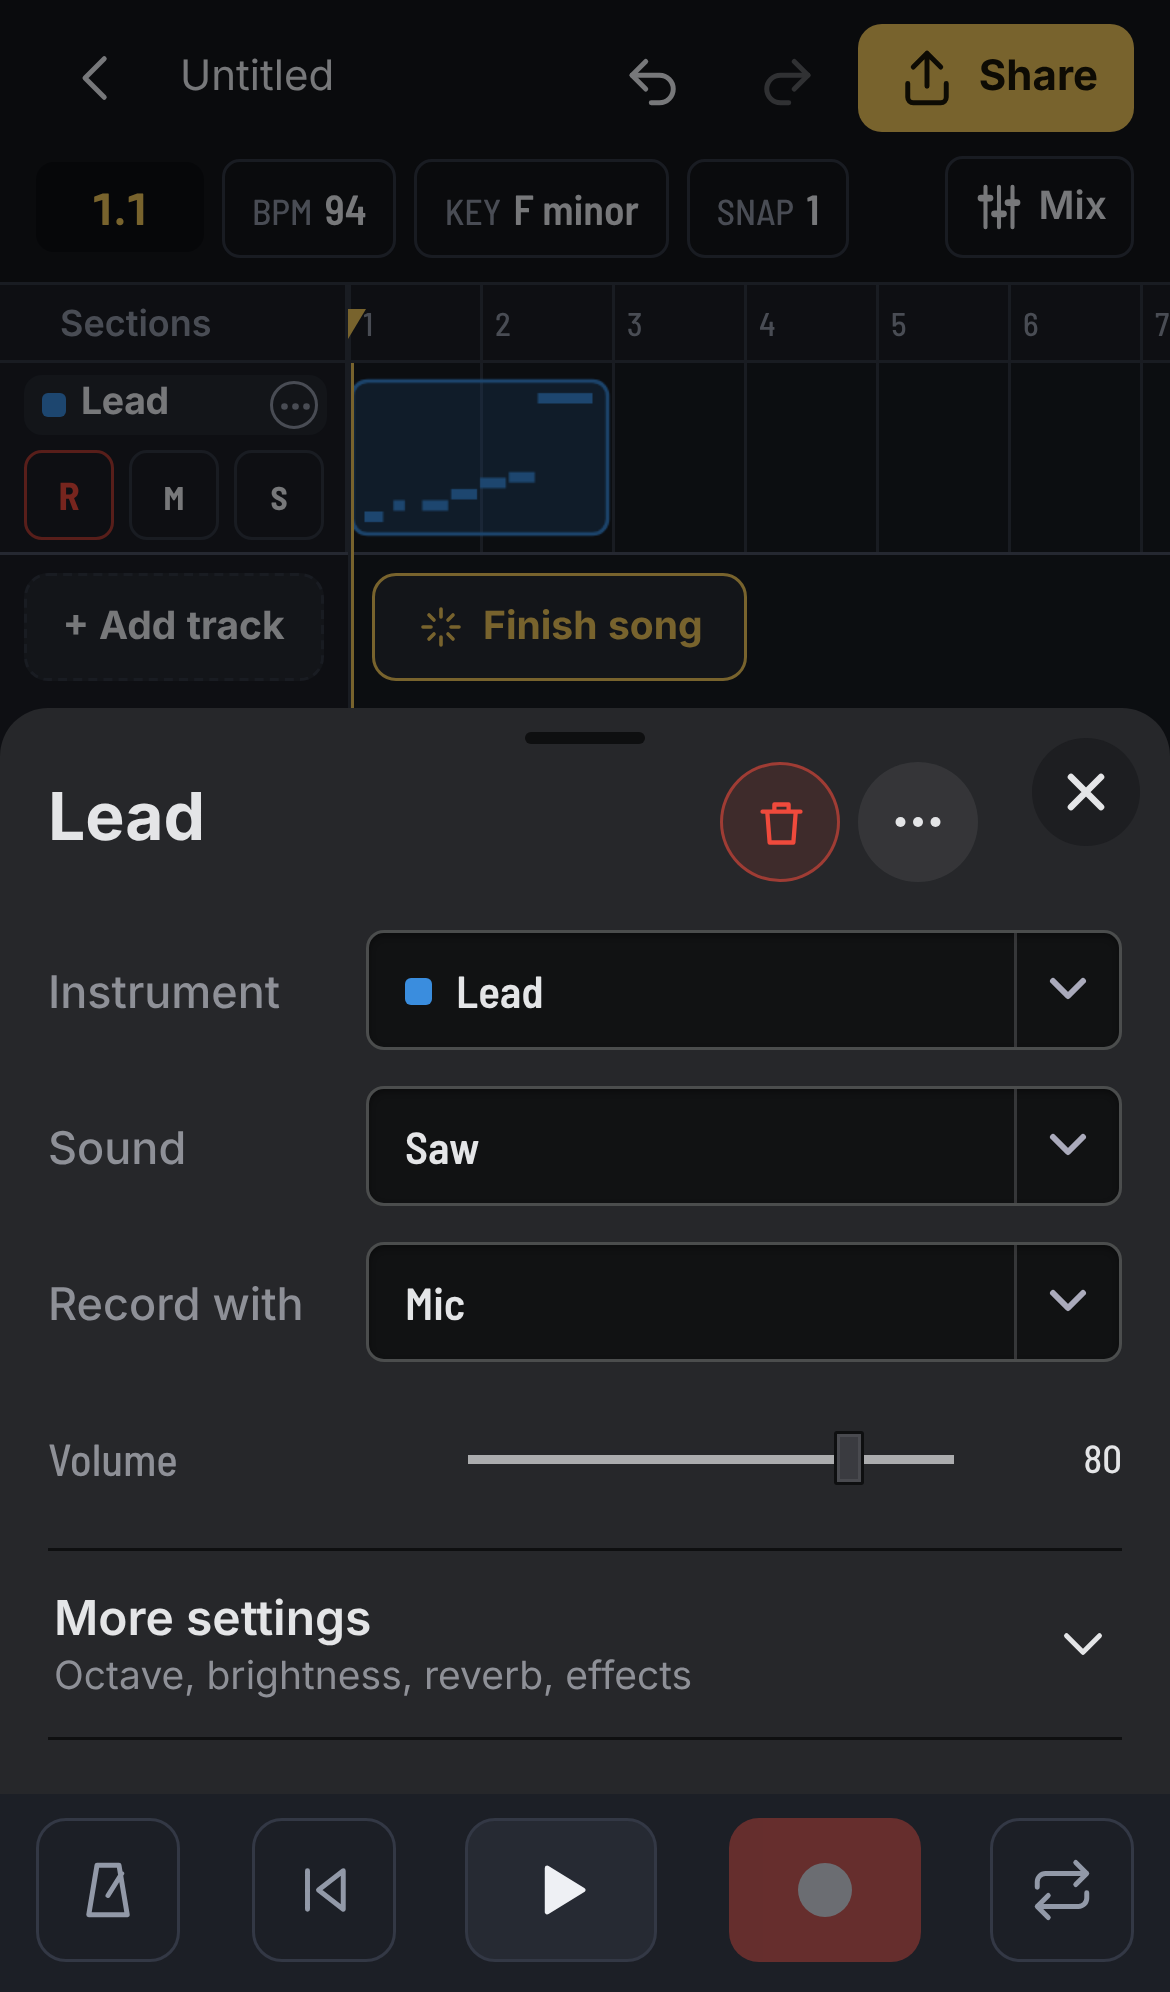 Untitled
Share
1.1
BPM 94
KEY F minor
SNAP 1
Mix
Sections
1 2 3 4 5 6 7
Lead
R M S
+ Add track
Finish song
Lead
Instrument
Lead
Sound
Saw
Record with
Mic
Volume
80
More settings
Octave, brightness, reverb, effects